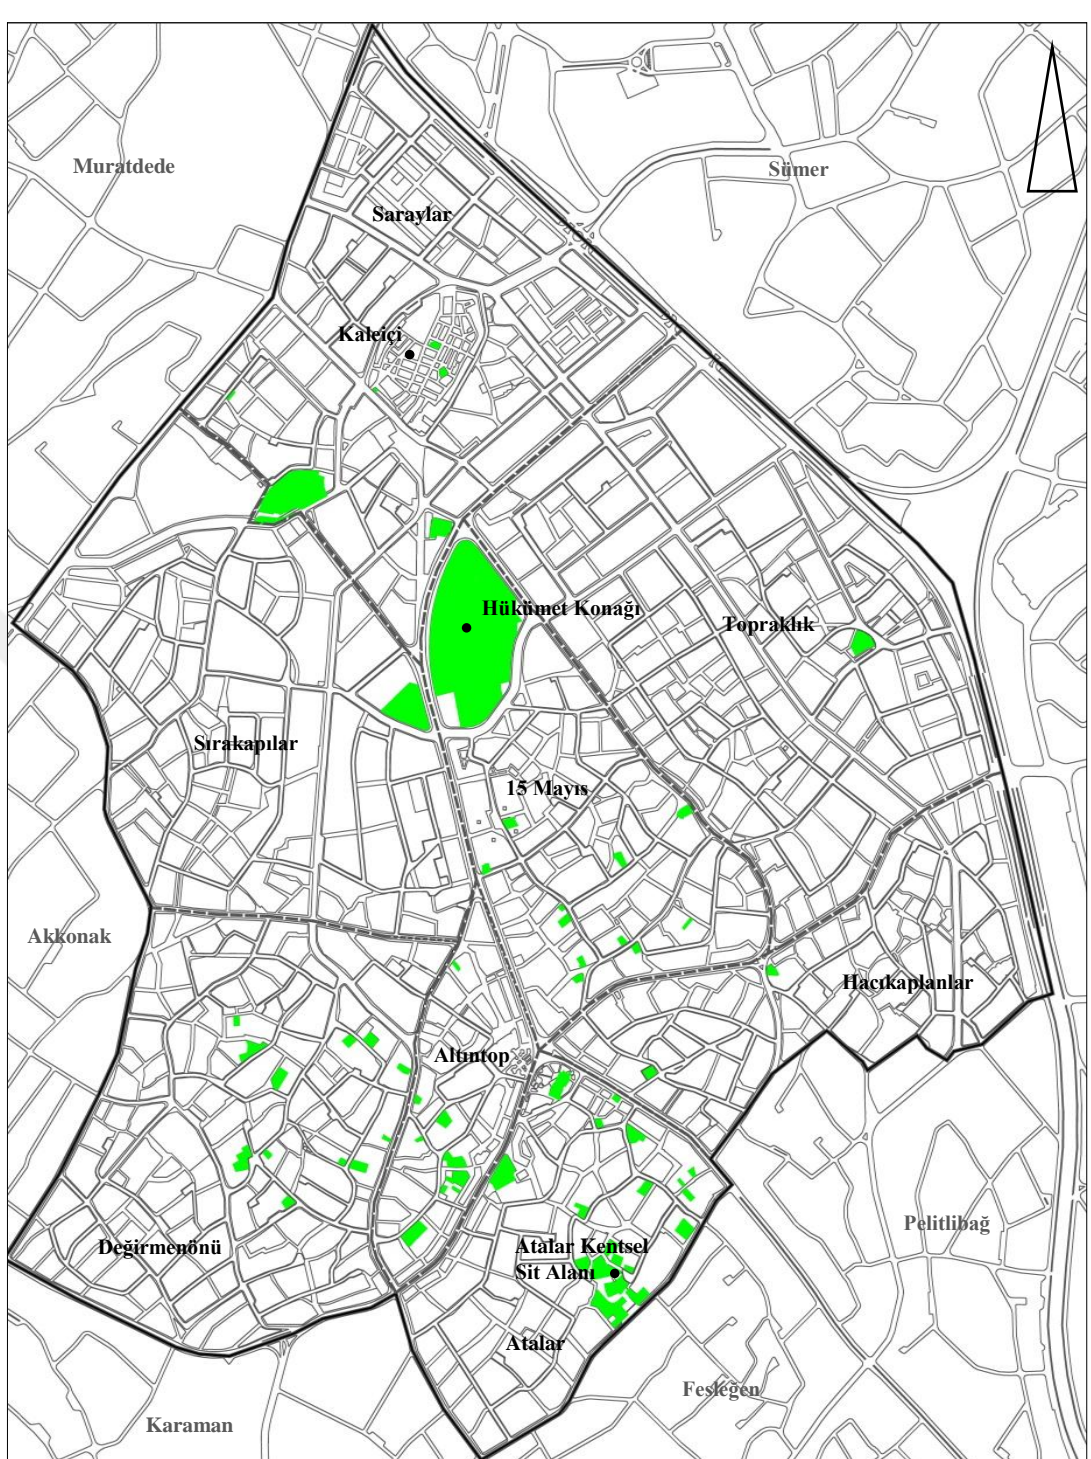 Muratdede
Sümer
Saraylar
Kaleiçi
Hükümet Konağı
Topraklık
Sırakapılar
15 Mayıs
Akkonak
Hacıkaplanlar
Altıntop
Pelitlibağ
Değirmenönü
Atalar Kentsel
Sit Alanı
Atalar
Fesleğen
Karaman